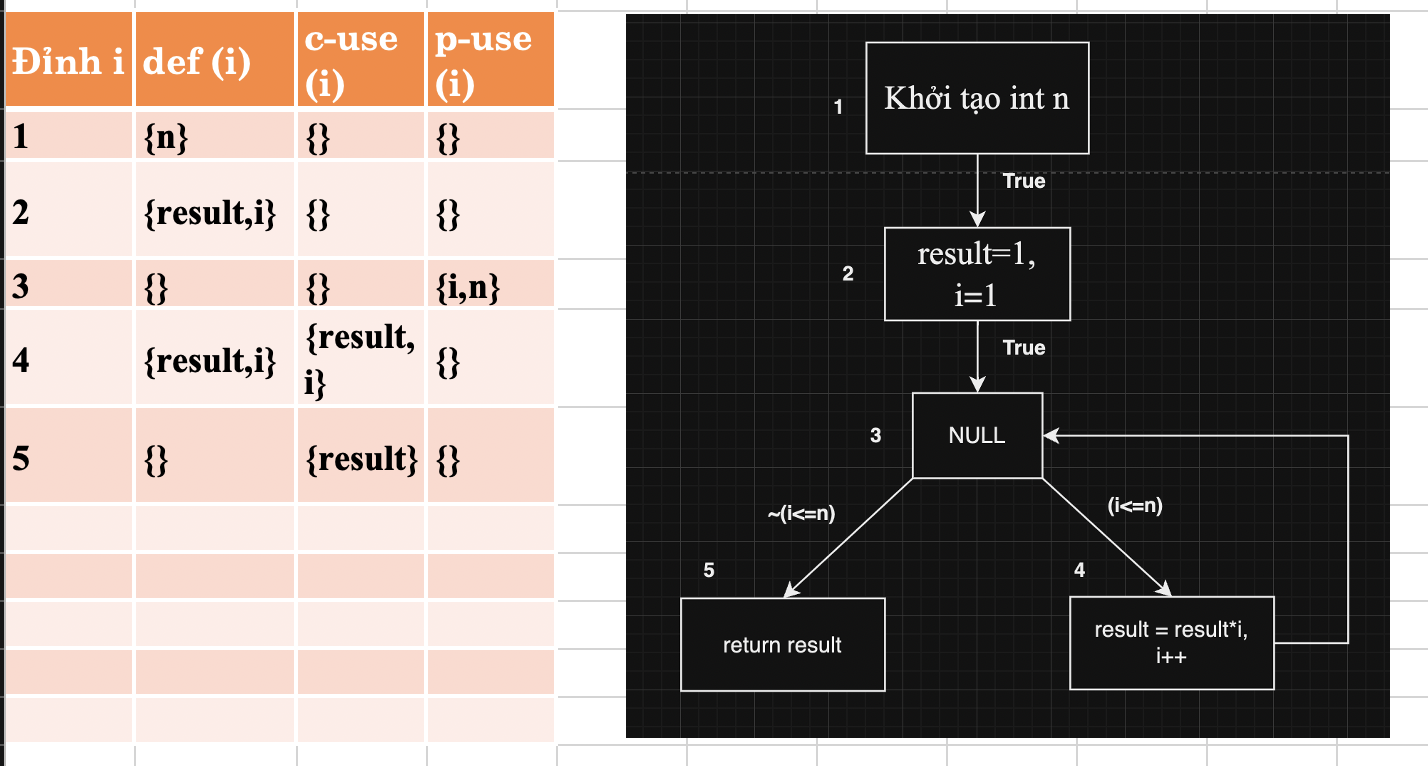 Đỉnh i def (i) c-use (i) p-use (i)
1 {n} {} {}
2 {result,i} {} {}
3 {} {} {i,n}
4 {result,i} {result, i} {}
5 {} {result} {}
1
Khởi tạo int n
True
2
result=1,
i=1
True
3
NULL
~(i<=n)
(i<=n)
5
4
return result
result = result*i,
i++